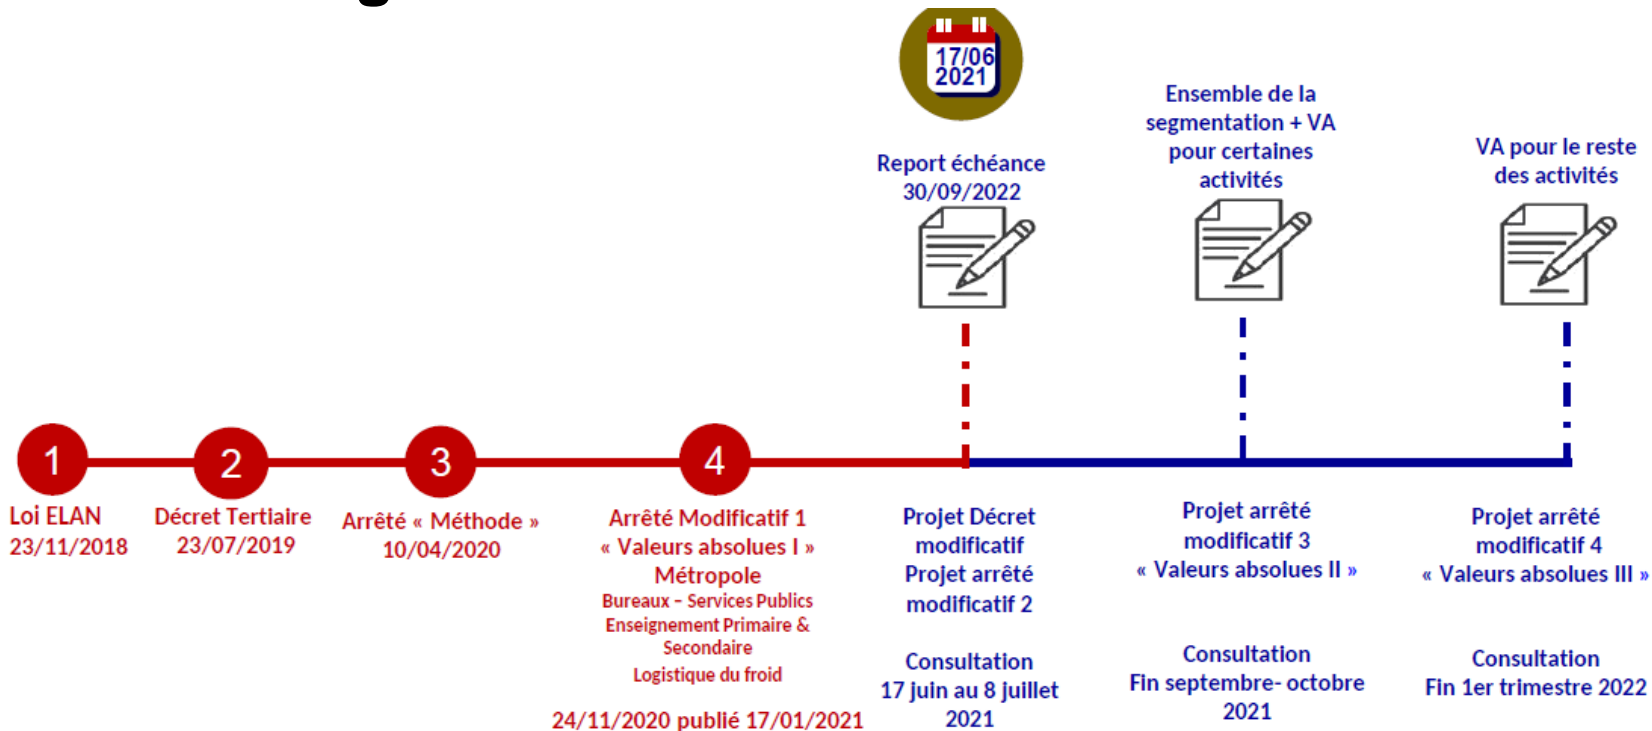 17/06
2021
Report échéance
30/09/2022
Ensemble de la
segmentation + VA
pour certaines
activités
VA pour le reste
des activités
1
2
3
4
Loi ELAN
23/11/2018
Décret Tertiaire
23/07/2019
Arrêté « Méthode »
10/04/2020
Arrêté Modificatif 1
« Valeurs absolues I »
Métropole
Bureaux – Services Publics
Enseignement Primaire &
Secondaire
Logistique du froid
24/11/2020 publié 17/01/2021
Projet Décret
modificatif
Projet arrêté
modificatif 2
Consultation
17 juin au 8 juillet
2021
Projet arrêté
modificatif 3
« Valeurs absolues II »
Consultation
Fin septembre- octobre
2021
Projet arrêté
modificatif 4
« Valeurs absolues III »
Consultation
Fin 1er trimestre 2022